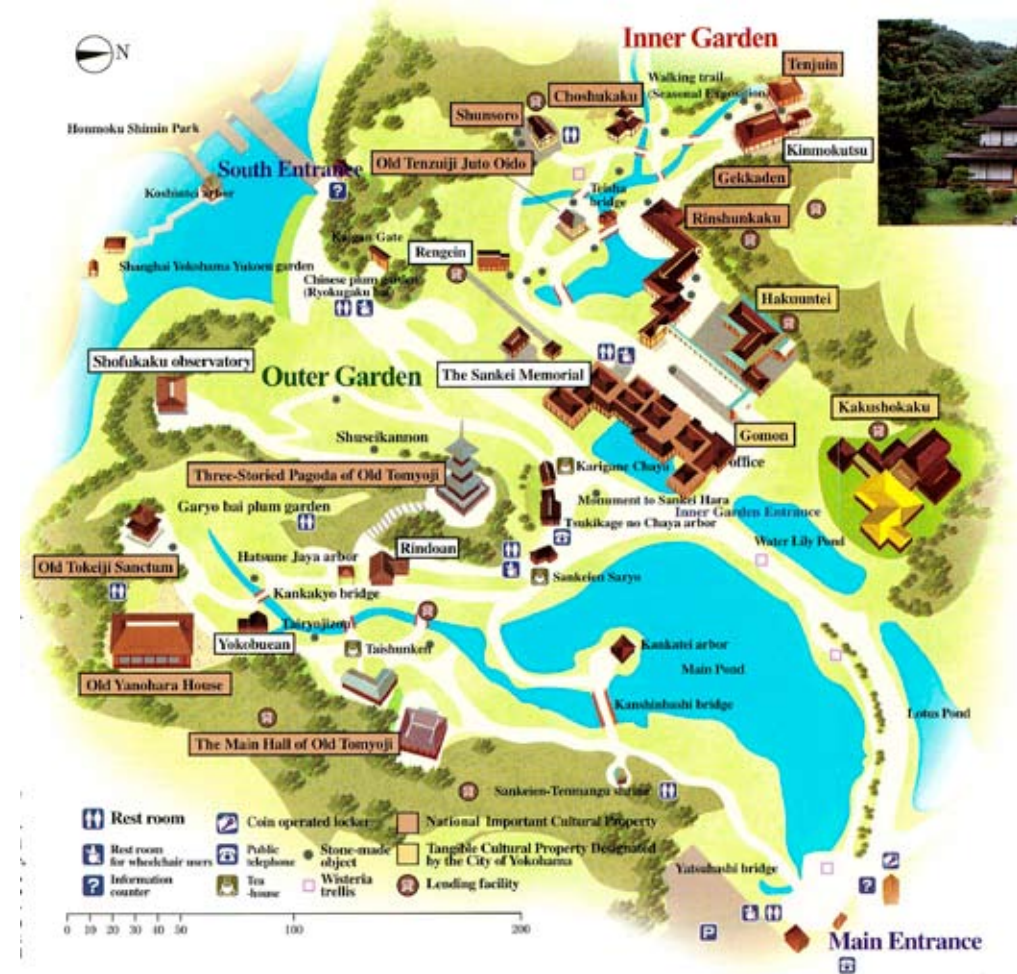 N
Inner Garden
Tenjuin
Walking trail
(Seasonal Exposition)
Choshukaku
Shunsoro
Honmoku Shimin Park
Kinmokutsu
South Entrance
Old Tenzuiji Juto Oido
Gekkaden
Koshintei arbor
Teisha
bridge
Rinshunkaku
Kaigan Gate
Rengein
Shanghai Yokohama Yukoen garden
Chinese plum garden
(Ryokugaku bai)
Hakuuntei
Shofukaku observatory
Outer Garden
The Sankei Memorial
Kakushokaku
Gomon
Shuseikannon
office
Three-Storied Pagoda of Old Tomyoji
Karigane Chaya
Monument to Sankei Hara
Garyo bai plum garden
Inner Garden Entrance
Tsukikage no Chaya arbor
Water Lily Pond
Hatsune Jaya arbor
Rindoan
Old Tokeiji Sanctum
Sankeien Saryo
Kankakyo bridge
Yokobuean
Taishunken
Kankatei arbor
Main Pond
Old Yanohara House
Kanshinbashi bridge
Lotus Pond
The Main Hall of Old Tomyoji
Sankeien-Tenmangu shrine
Rest room
Coin operated locker
National Important Cultural Property
Rest room
for wheelchair users
Public
telephone
Stone-made
object
Tangible Cultural Property Designated
by the City of Yokohama
Yatsuhashi bridge
Information
counter
Tea
-house
Wisteria
trellis
Lending facility
P
0 10 20 30 40 50 100 200
Main Entrance